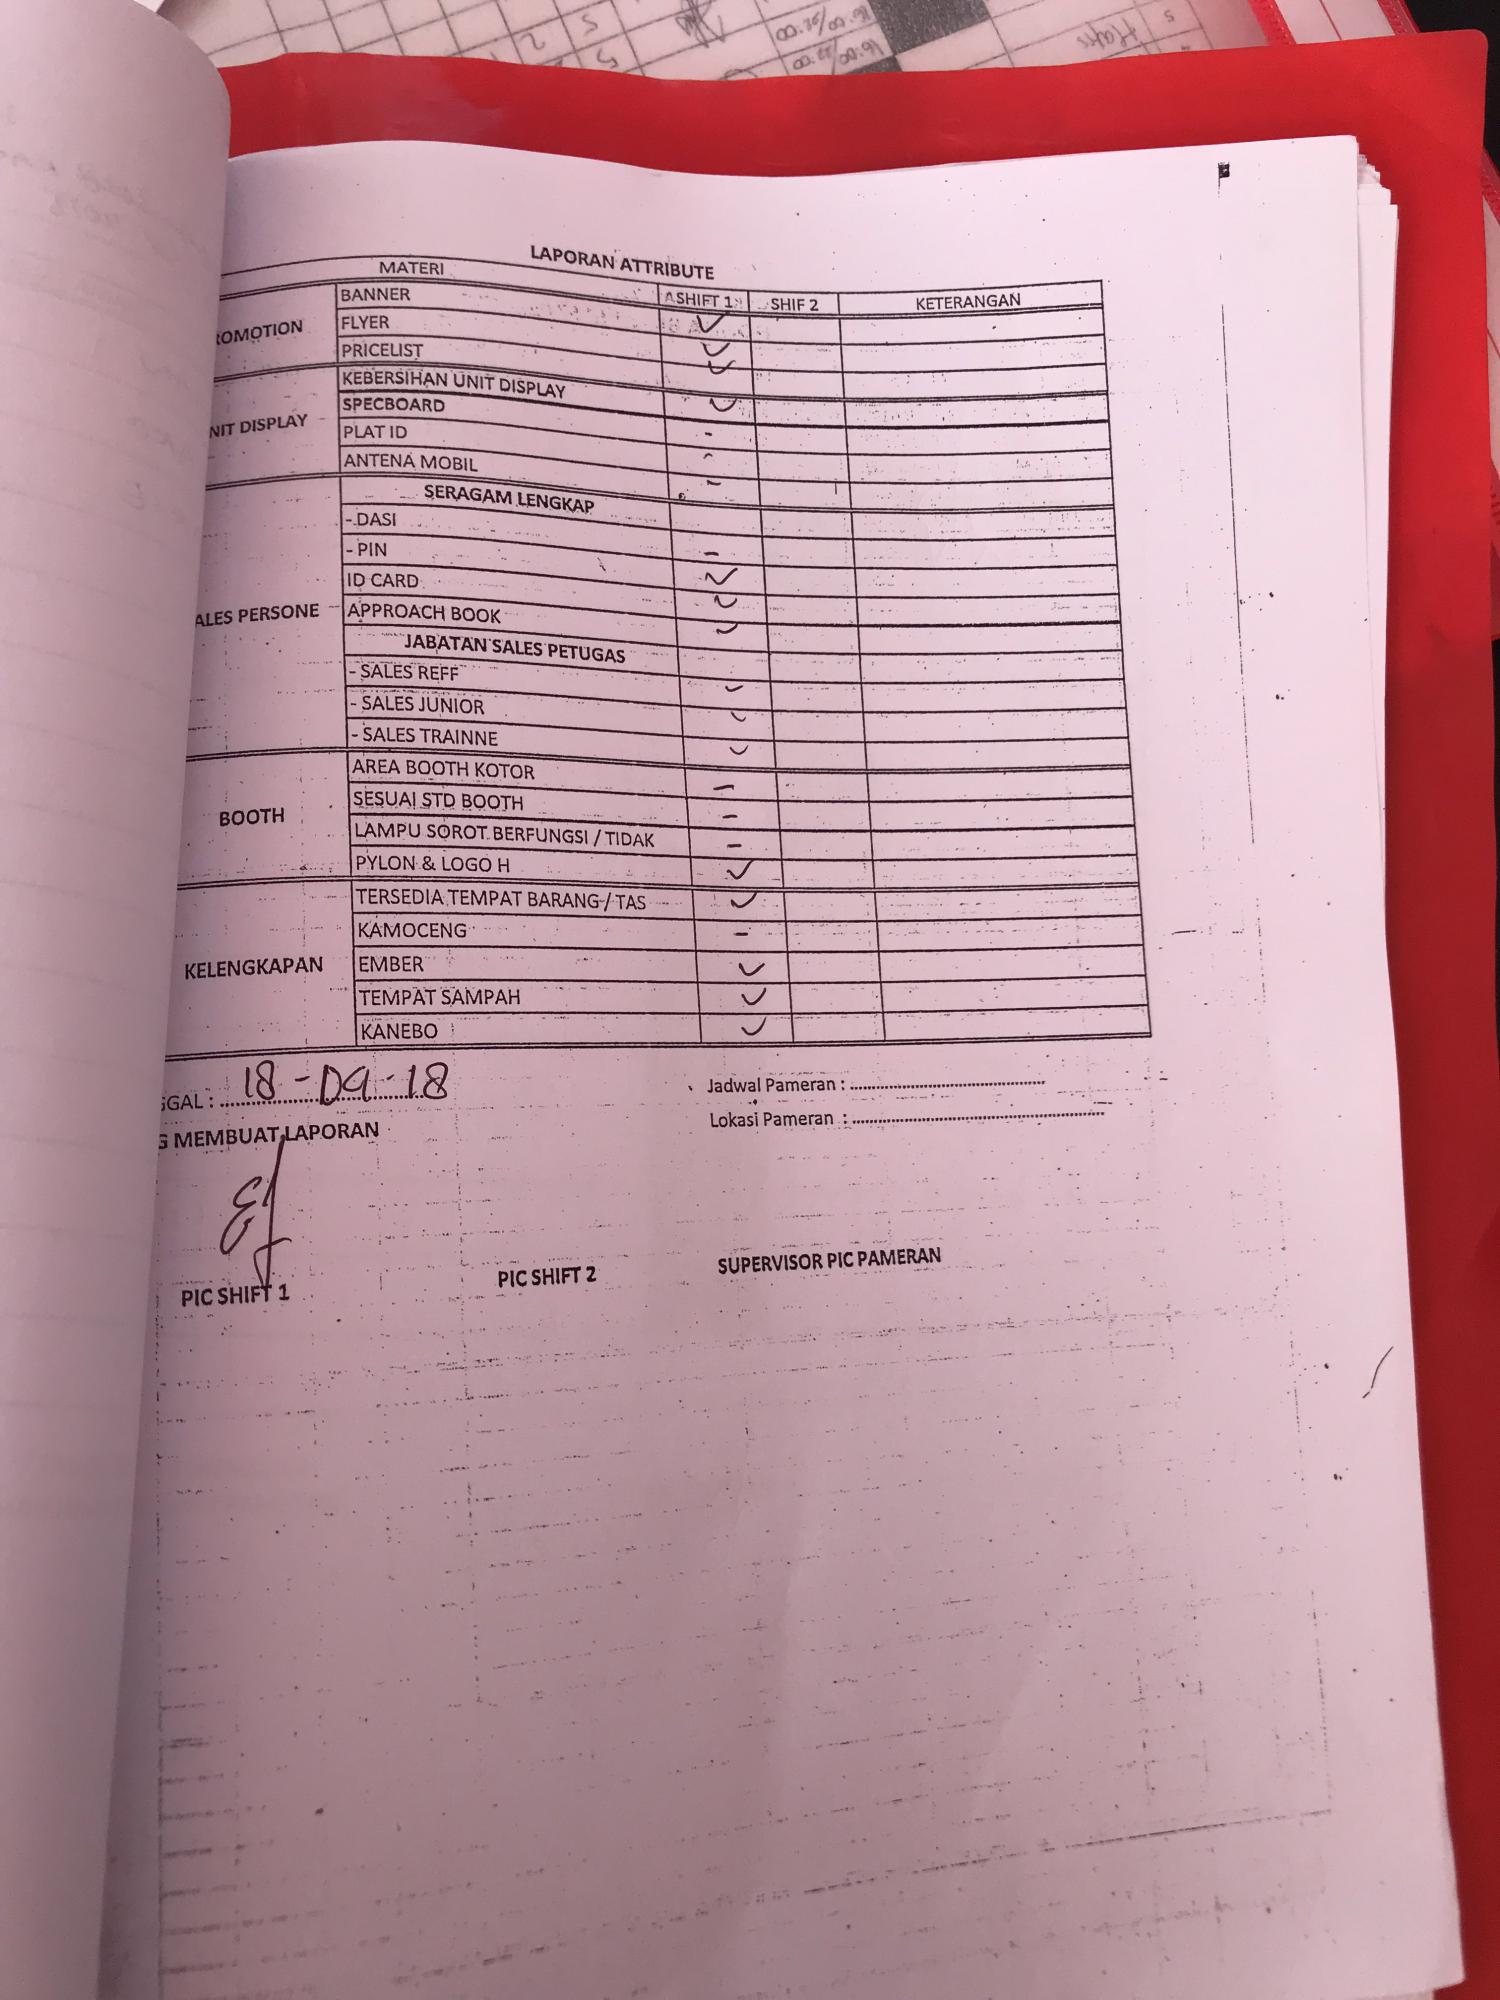 LAPORAN ATTRIBUTE
MATERI SHIFT 1 SHIF 2 KETERANGAN
OMOTION BANNER ✓
FLYER ✓
PRICELIST ✓
NIT DISPLAY KEBERSIHAN UNIT DISPLAY ✓
SPECBOARD -
PLAT ID -
ANTENA MOBIL -
ALES PERSONE SERAGAM LENGKAP
- DASI -
- PIN ✓
ID CARD ✓
APPROACH BOOK ✓
JABATAN SALES PETUGAS
- SALES REFF ✓
- SALES JUNIOR ✓
- SALES TRAINNE ✓
BOOTH AREA BOOTH KOTOR -
SESUAI STD BOOTH -
LAMPU SOROT BERFUNGSI / TIDAK -
PYLON & LOGO H ✓
KELENGKAPAN TERSEDIA TEMPAT BARANG / TAS ✓
KAMOCENG -
EMBER ✓
TEMPAT SAMPAH ✓
KANEBO ✓
GGAL : 18 - 09 - 18 Jadwal Pameran :
Lokasi Pameran :
G MEMBUAT LAPORAN
PIC SHIFT 1 PIC SHIFT 2 SUPERVISOR PIC PAMERAN